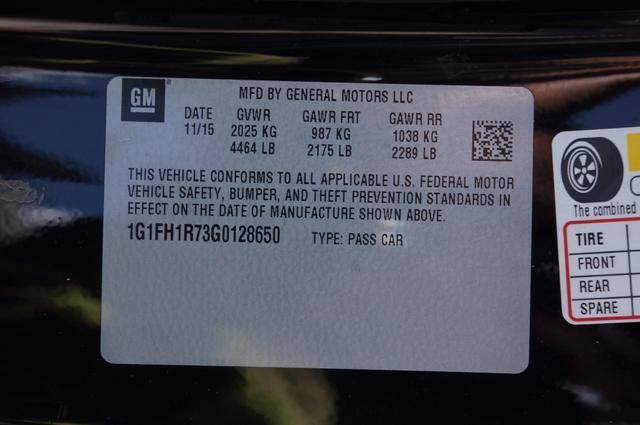 GM
MFD BY GENERAL MOTORS LLC
DATE GVWR GAWR FRT GAWR RR
11/15 2025 KG 987 KG 1038 KG
4464 LB 2175 LB 2289 LB
THIS VEHICLE CONFORMS TO ALL APPLICABLE U.S. FEDERAL MOTOR
VEHICLE SAFETY, BUMPER, AND THEFT PREVENTION STANDARDS IN
EFFECT ON THE DATE OF MANUFACTURE SHOWN ABOVE.
1G1FH1R73G0128650 TYPE: PASS CAR
The combined
TIRE
FRONT
REAR
SPARE